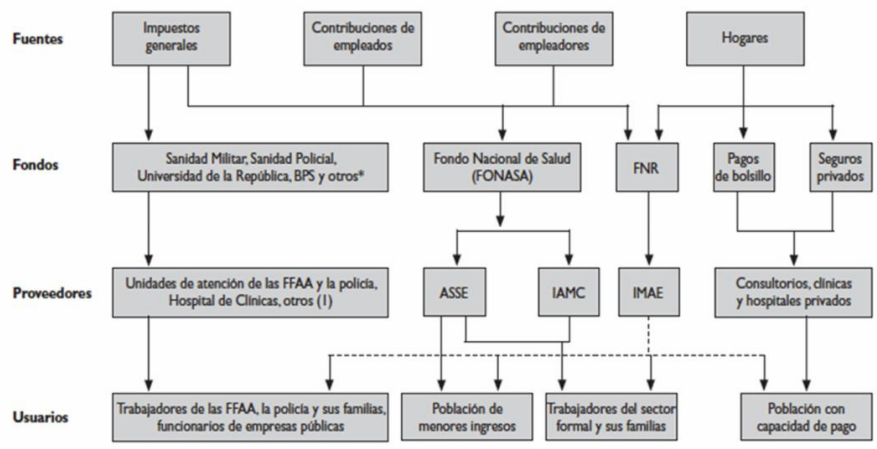 Fuentes
Impuestos
generales
Contribuciones de
empleados
Contribuciones de
empleadores
Hogares
Fondos
Sanidad Militar, Sanidad Policial,
Universidad de la República, BPS y otros*
Fondo Nacional de Salud
(FONASA)
FNR
Pagos
de bolsillo
Seguros
privados
Proveedores
Unidades de atención de las FFAA y la policía,
Hospital de Clínicas, otros (1)
ASSE
IAMC
IMAE
Consultorios, clínicas
y hospitales privados
Usuarios
Trabajadores de las FFAA, la policía y sus familias,
funcionarios de empresas públicas
Población de
menores ingresos
Trabajadores del sector
formal y sus familias
Población con
capacidad de pago